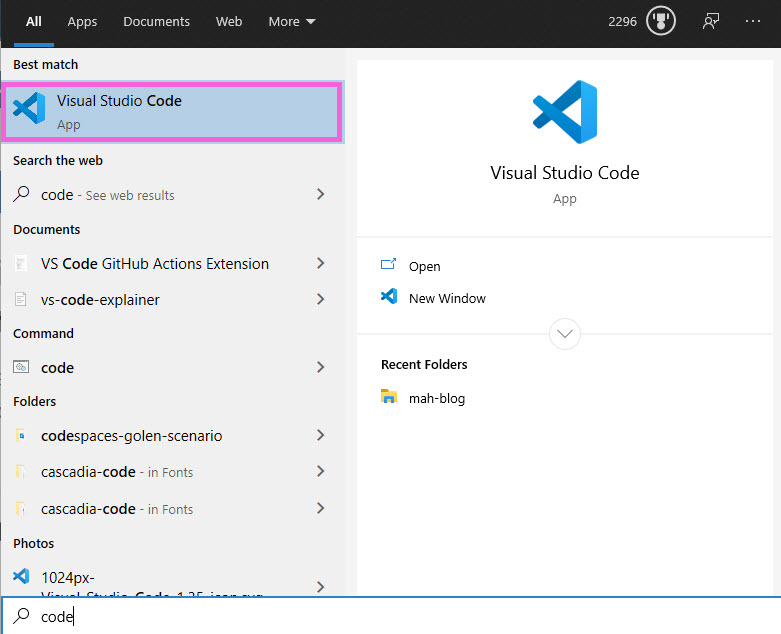 All Apps Documents Web More 2296 ...
Best match
Visual Studio Code
App
Search the web
code - See web results
Documents
VS Code GitHub Actions Extension
vs-code-explainer
Command
code
Folders
codespaces-golen-scenario
cascadia-code - in Fonts
cascadia-code - in Fonts
Photos
1024px-
Visual_Studio_Code_1.35_icon.svg
Visual Studio Code
App
Open
New Window
Recent Folders
mah-blog
code